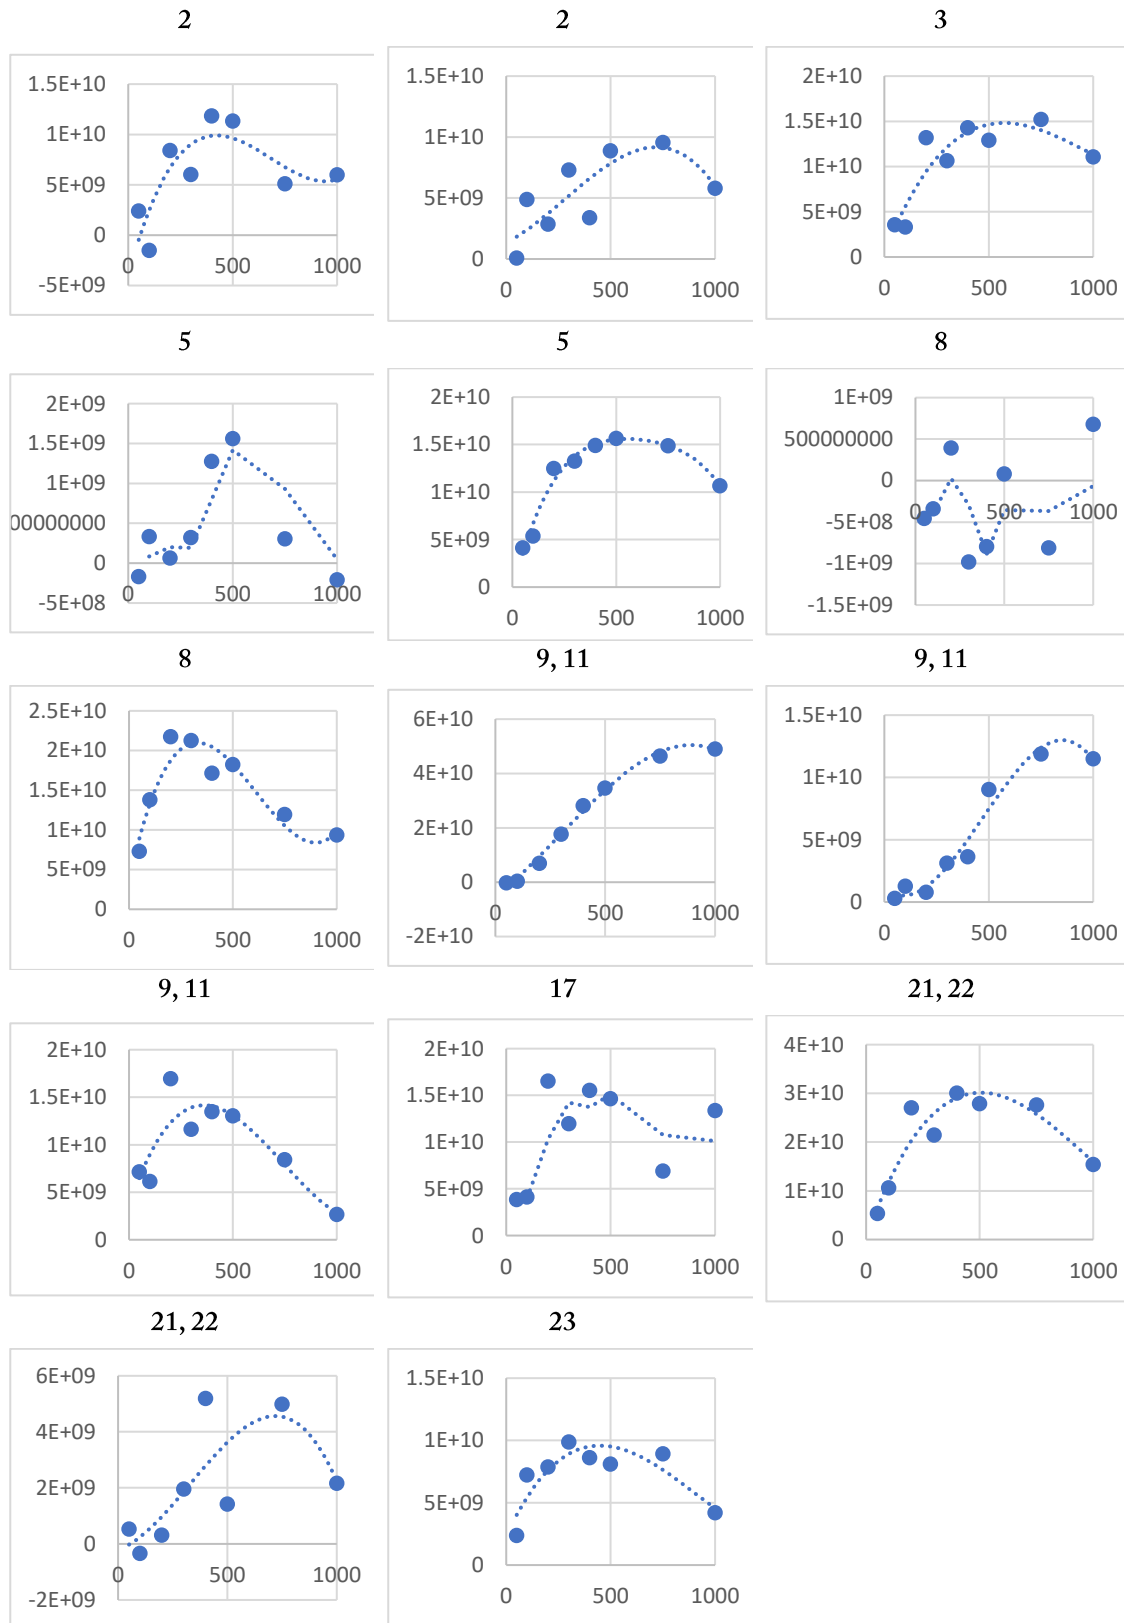 2
1.5E+10
1E+10
5E+09
0
-5E+09
0 500 1000
2
1.5E+10
1E+10
5E+09
0
0 500 1000
3
2E+10
1.5E+10
1E+10
5E+09
0
0 500 1000
5
2E+09
1.5E+09
1E+09
00000000
0
-5E+08
0 500 1000
5
2E+10
1.5E+10
1E+10
5E+09
0
0 500 1000
8
1E+09
500000000
0
-5E+08
-1E+09
-1.5E+09
0 500 1000
8
2.5E+10
2E+10
1.5E+10
1E+10
5E+09
0
0 500 1000
9, 11
6E+10
4E+10
2E+10
0
-2E+10
0 500 1000
9, 11
1.5E+10
1E+10
5E+09
0
0 500 1000
9, 11
2E+10
1.5E+10
1E+10
5E+09
0
0 500 1000
17
2E+10
1.5E+10
1E+10
5E+09
0
0 500 1000
21, 22
4E+10
3E+10
2E+10
1E+10
0
0 500 1000
21, 22
6E+09
4E+09
2E+09
0
-2E+09
0 500 1000
23
1.5E+10
1E+10
5E+09
0
0 500 1000